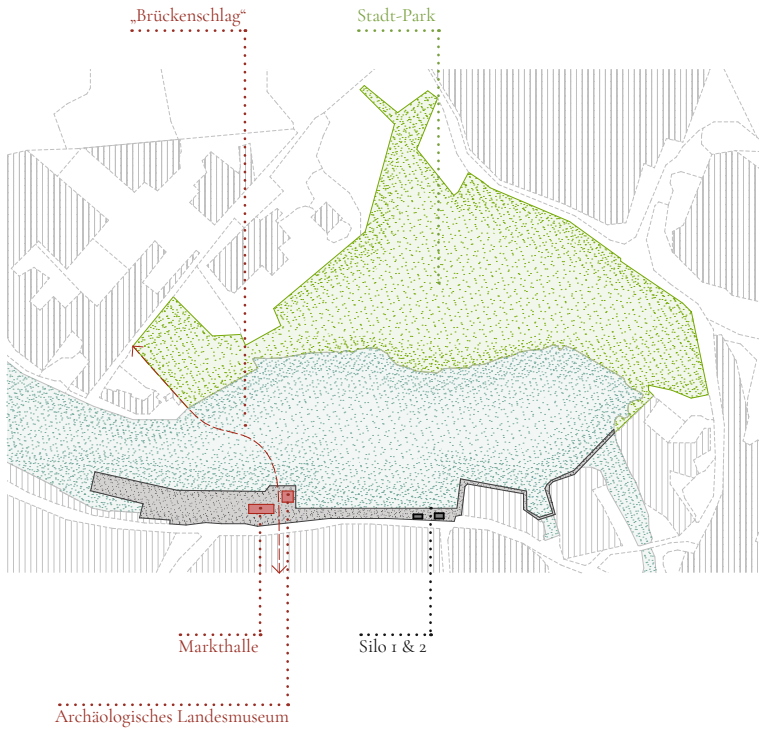 „Brückenschlag“
Stadt-Park
Markthalle
Silo 1 & 2
Archäologisches Landesmuseum